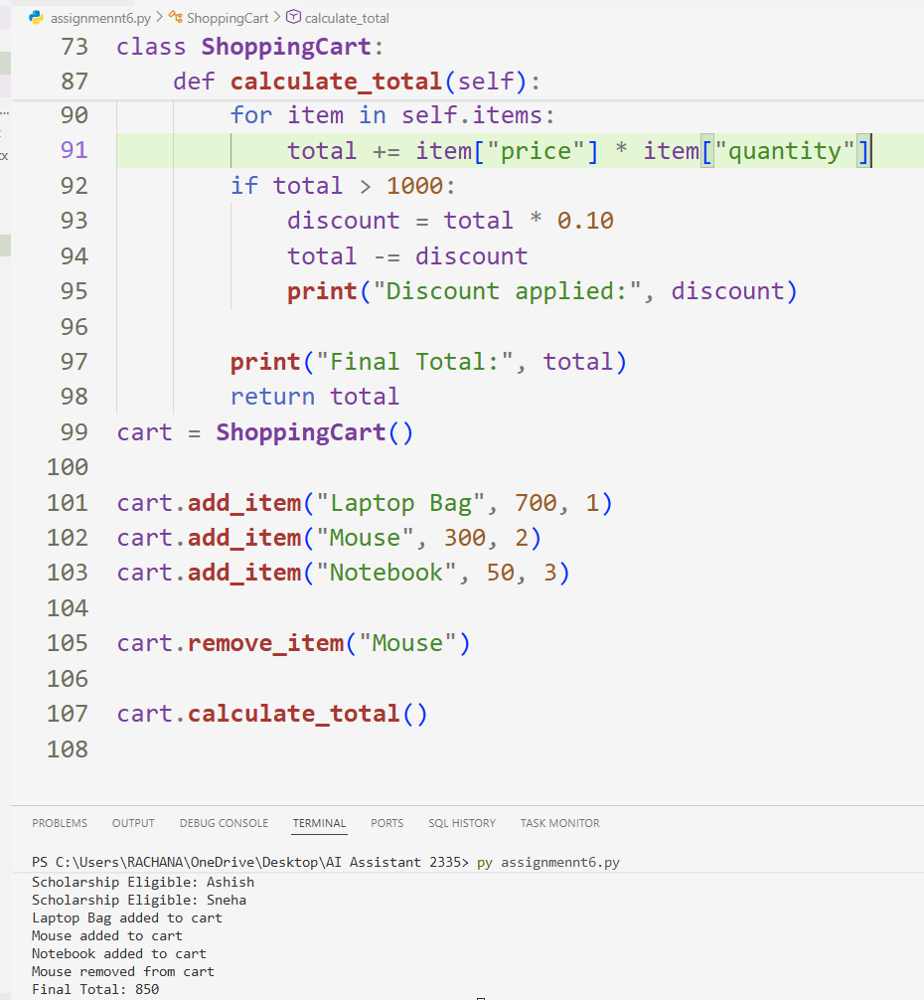 assignmennt6.py > ShoppingCart > calculate_total
73 class ShoppingCart:
87     def calculate_total(self):
90         for item in self.items:
91             total += item["price"] * item["quantity"]
92         if total > 1000:
93             discount = total * 0.10
94             total -= discount
95             print("Discount applied:", discount)
96
97         print("Final Total:", total)
98         return total
99 cart = ShoppingCart()
100
101 cart.add_item("Laptop Bag", 700, 1)
102 cart.add_item("Mouse", 300, 2)
103 cart.add_item("Notebook", 50, 3)
104
105 cart.remove_item("Mouse")
106
107 cart.calculate_total()
108
PROBLEMS OUTPUT DEBUG CONSOLE TERMINAL PORTS SQL HISTORY TASK MONITOR
PS C:\Users\RACHANA\OneDrive\Desktop\AI Assistant 2335> py assignmennt6.py
Scholarship Eligible: Ashish
Scholarship Eligible: Sneha
Laptop Bag added to cart
Mouse added to cart
Notebook added to cart
Mouse removed from cart
Final Total: 850